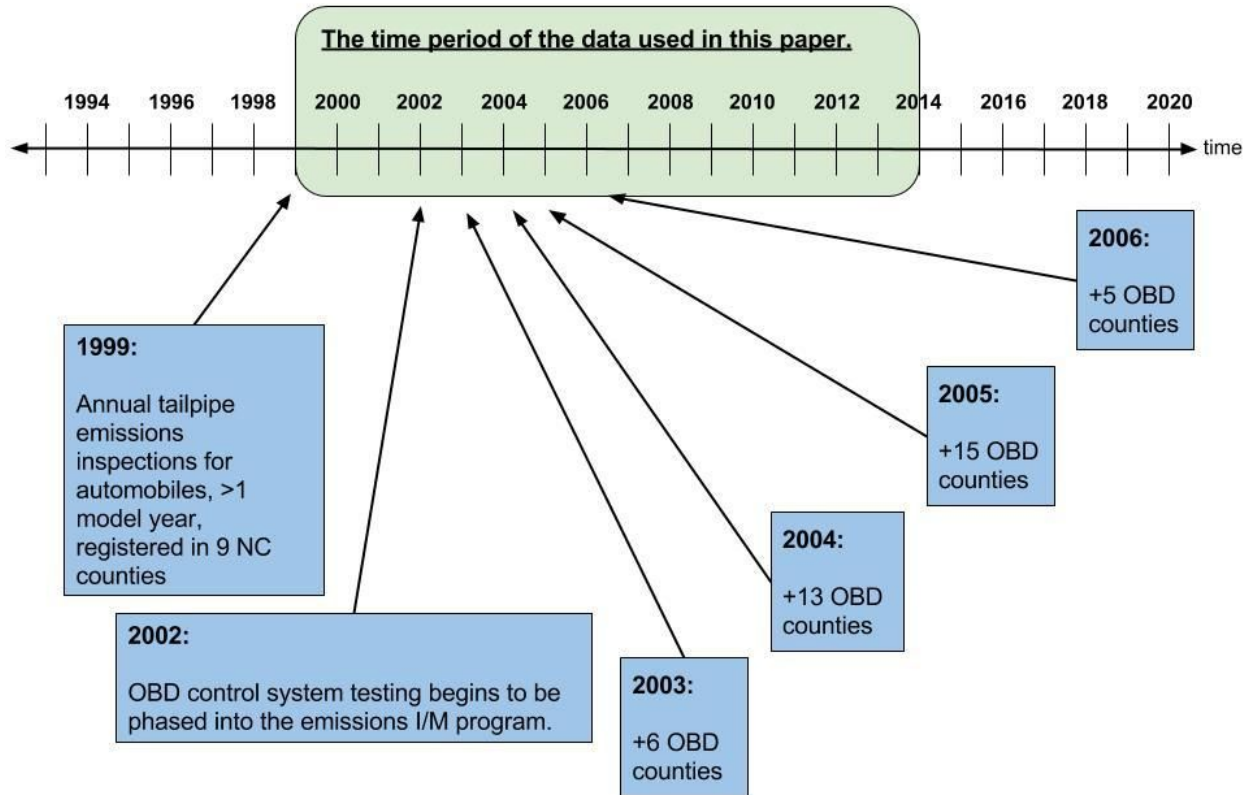 The time period of the data used in this paper.
1994 1996 1998 2000 2002 2004 2006 2008 2010 2012 2014 2016 2018 2020
time
1999:
Annual tailpipe
emissions
inspections for
automobiles, >1
model year,
registered in 9 NC
counties
2002:
OBD control system testing begins to be
phased into the emissions I/M program.
2003:
+6 OBD
counties
2004:
+13 OBD
counties
2005:
+15 OBD
counties
2006:
+5 OBD
counties